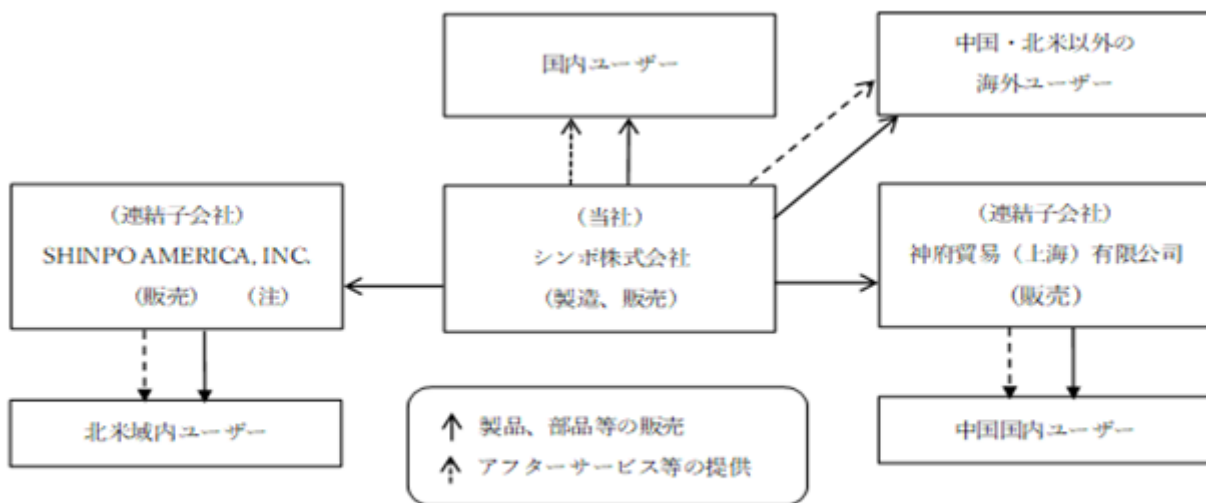 国内ユーザー
中国・北米以外の
海外ユーザー
(連結子会社)
SHINPO AMERICA, INC.
(販売) (注)
(当社)
シンポ株式会社
(製造、販売)
(連結子会社)
神府貿易(上海)有限公司
(販売)
北米域内ユーザー
製品、部品等の販売
アフターサービス等の提供
中国国内ユーザー